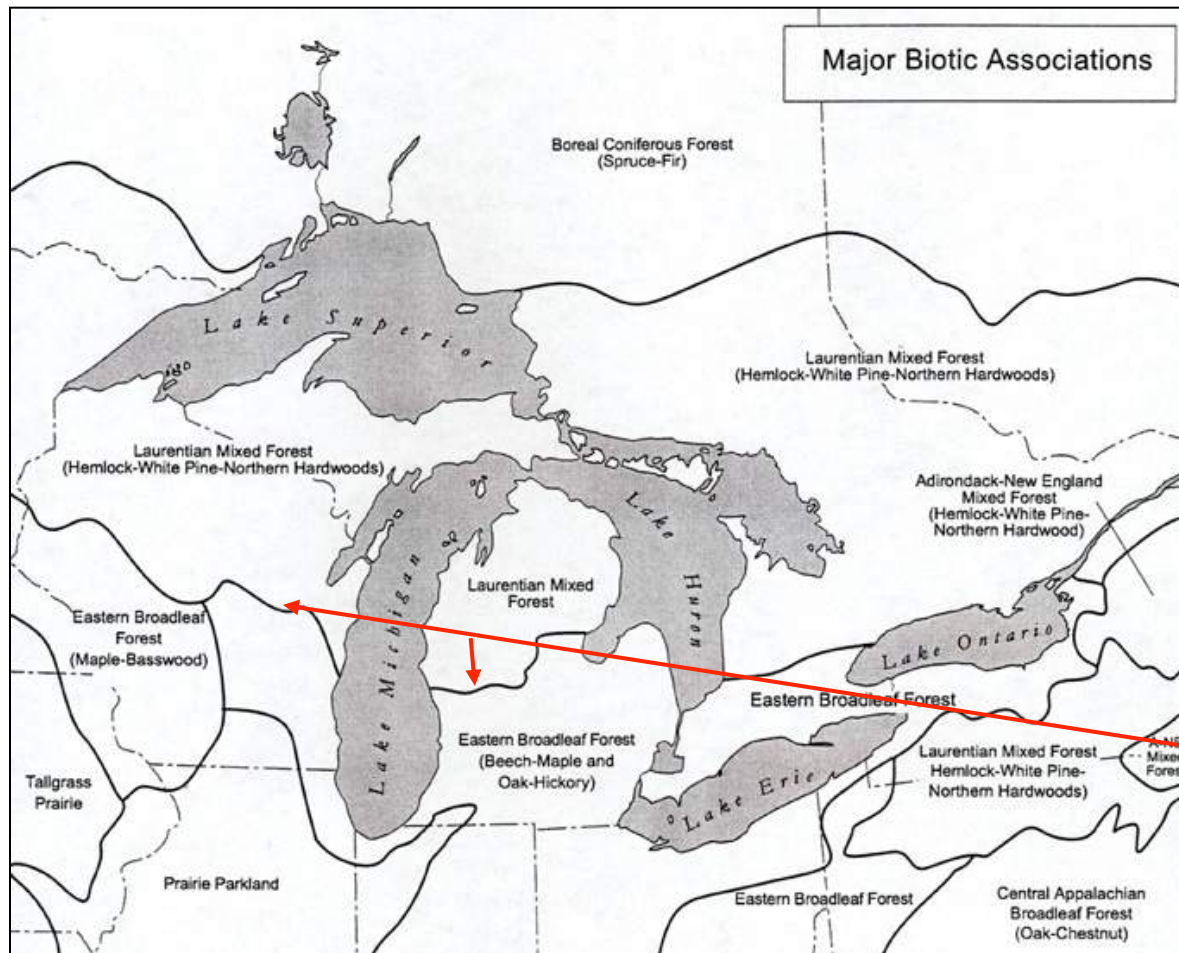 Major Biotic Associations
Boreal Coniferous Forest
(Spruce-Fir)
Lake Superior
Laurentian Mixed Forest
(Hemlock-White Pine-Northern Hardwoods)
Laurentian Mixed Forest
(Hemlock-White Pine-Northern Hardwoods)
Adirondack-New England
Mixed Forest
(Hemlock-White Pine-
Northern Hardwood)
Lake Michigan
Lake Huron
Laurentian Mixed
Forest
Eastern Broadleaf
Forest
(Maple-Basswood)
Lake Ontario
Eastern Broadleaf Forest
Eastern Broadleaf Forest
(Beech-Maple and
Oak-Hickory)
Laurentian Mixed Forest
Hemlock-White Pine-
Northern Hardwoods)
Mixed
Forest
Tallgrass
Prairie
Lake Erie
Prairie Parkland
Eastern Broadleaf Forest
Central Appalachian
Broadleaf Forest
(Oak-Chestnut)